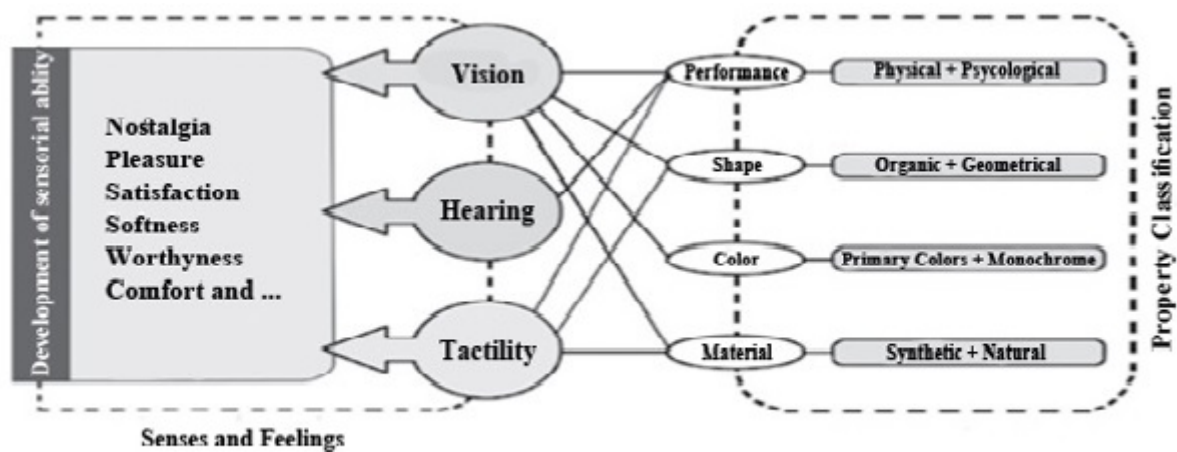 Development of sensorial ablity
Nostalgia
Pleasure
Satisfaction
Softness
Worthyness
Comfort and ...
Vision
Hearing
Tactility
Senses and Feelings
Performance
Shape
Color
Material
Physical + Psycological
Organic + Geometrical
Primary Colors + Monochrome
Synthetic + Natural
Property Classification